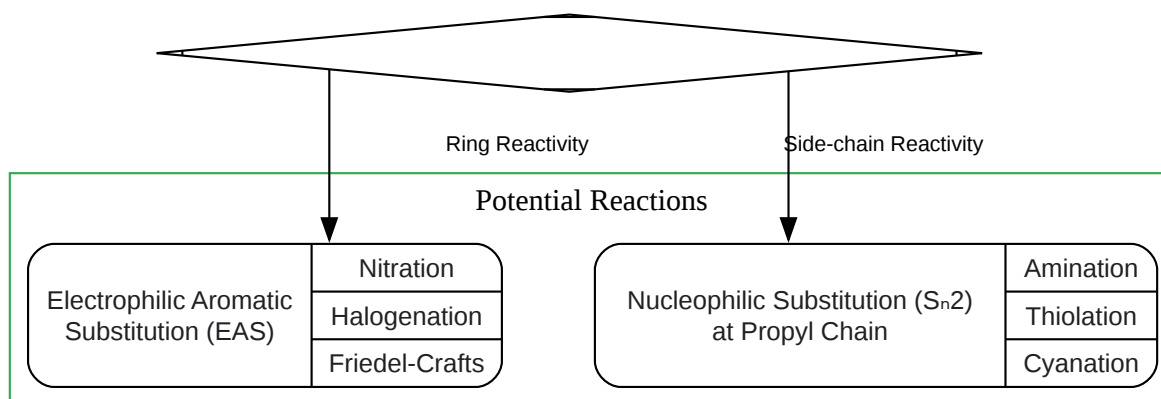 Ring Reactivity
Side-chain Reactivity
Potential Reactions
Electrophilic Aromatic
Substitution (EAS)
Nitration
Halogenation
Friedel-Crafts
Nucleophilic Substitution (Sₙ2)
at Propyl Chain
Amination
Thiolation
Cyanation